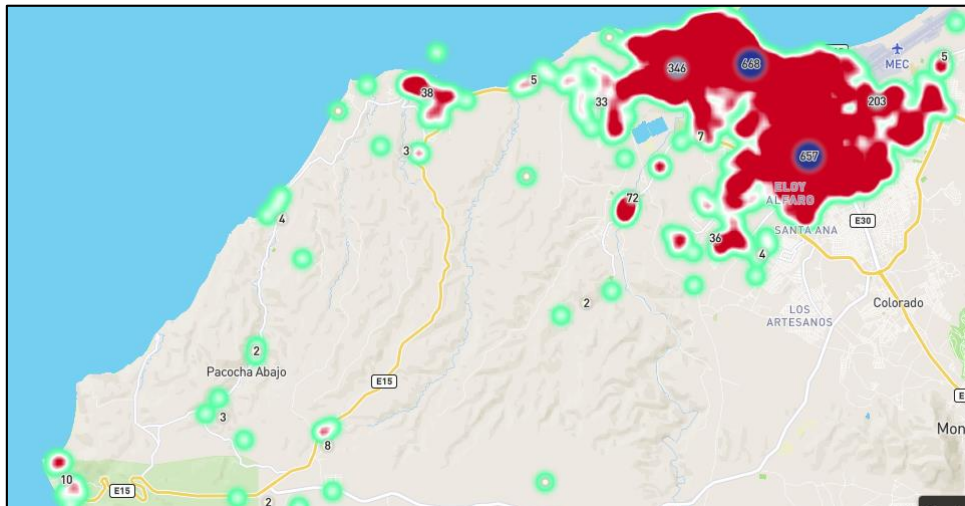 5
MEC
668
346
203
38
5
33
7
3
657
ELOY
ALFARO
72
4
36
SANTA ANA
E30
4
2
LOS
ARTESANOS
Colorado
2
Pacocha Abajo
E15
3
8
Mon
10
E15
2